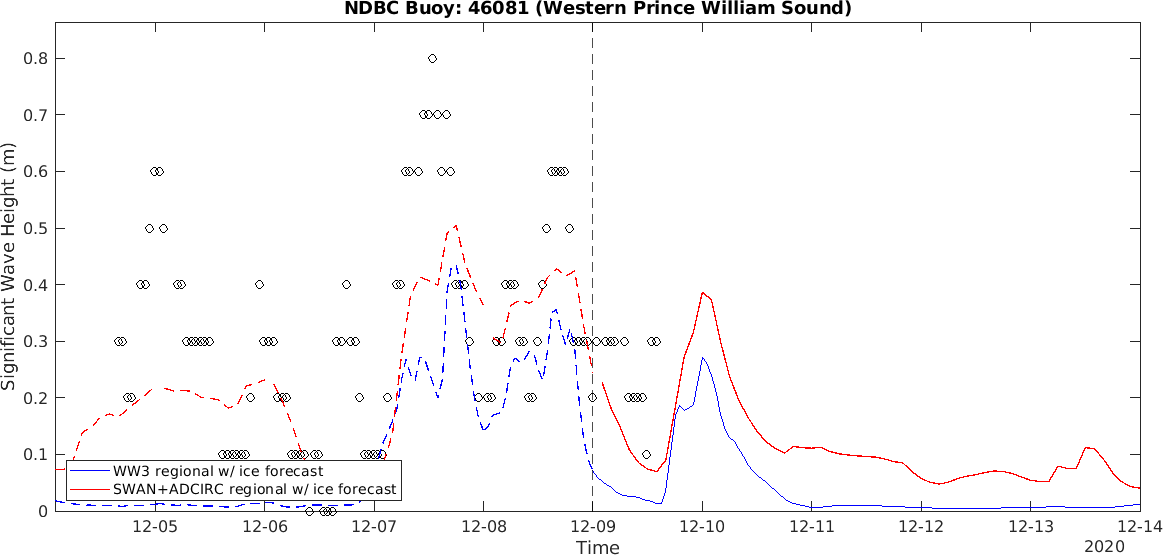 NDBC Buoy: 46081 (Western Prince William Sound)
Significant Wave Height (m)
0.8
0.7
0.6
0.5
0.4
0.3
0.2
0.1
0
WW3 regional w/ ice forecast
SWAN+ADCIRC regional w/ ice forecast
12-05 12-06 12-07 12-08 12-09 12-10 12-11 12-12 12-13 12-14
Time
2020